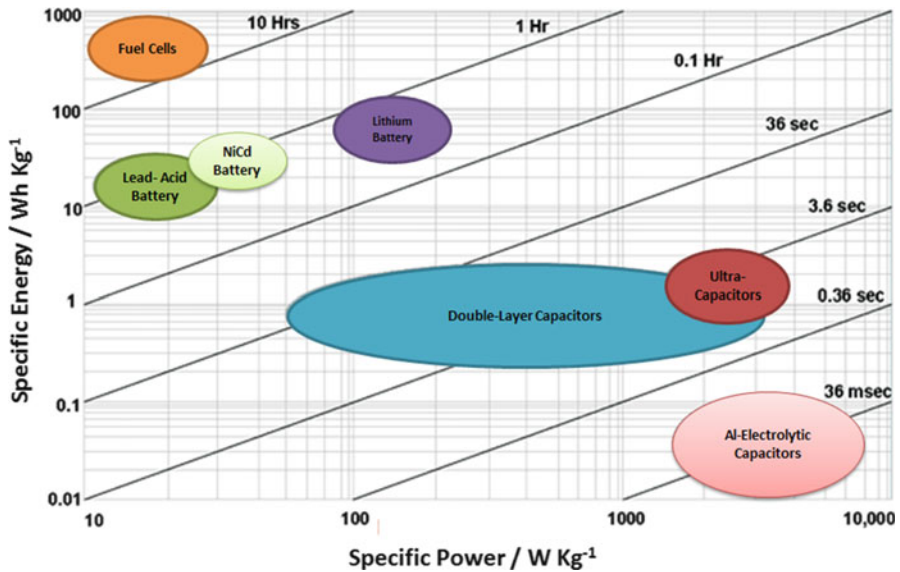 1000
10 Hrs
1 Hr
Fuel Cells
0.1 Hr
100
Lithium
Battery
36 sec
NiCd
Battery
Lead- Acid
Battery
10
3.6 sec
Ultra-
Capacitors
1
0.36 sec
Double-Layer Capacitors
0.1
36 msec
Al-Electrolytic
Capacitors
0.01
10
100
1000
10,000
Specific Energy / Wh Kg⁻¹
Specific Power / W Kg⁻¹